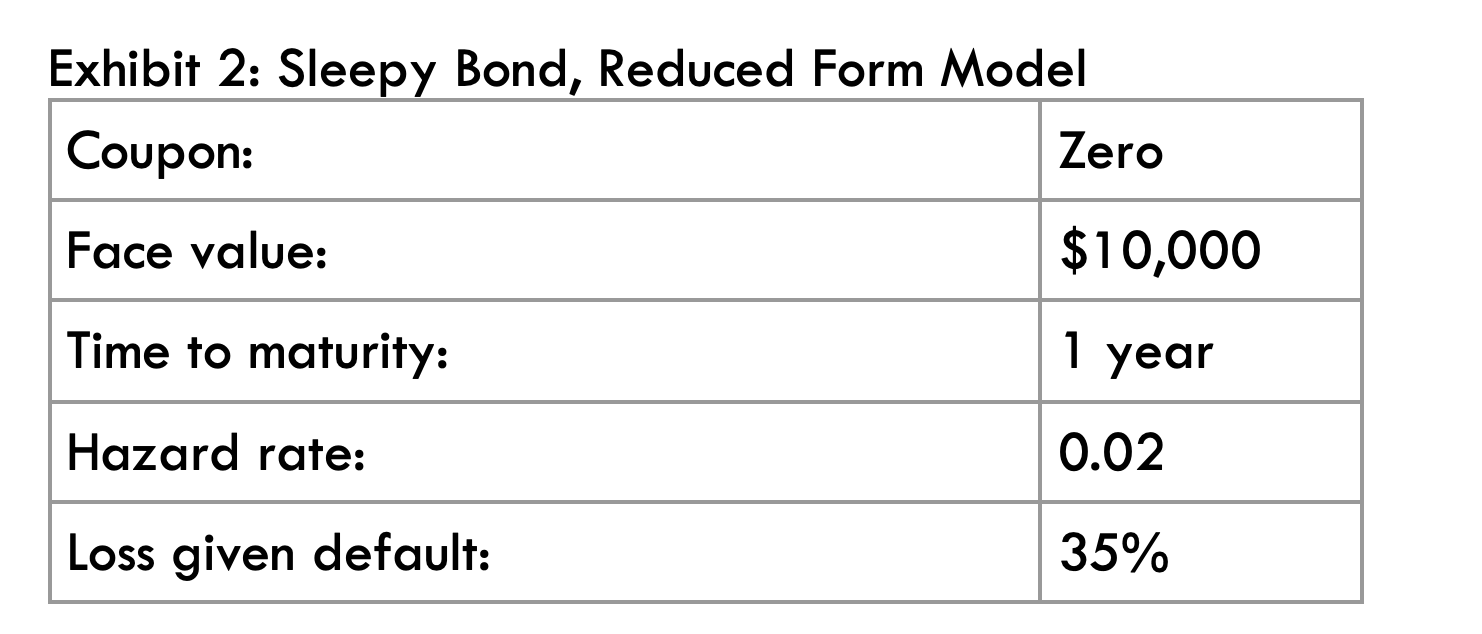 Exhibit 2: Sleepy Bond, Reduced Form Model
Coupon: Zero
Face value: $10,000
Time to maturity: 1 year
Hazard rate: 0.02
Loss given default: 35%